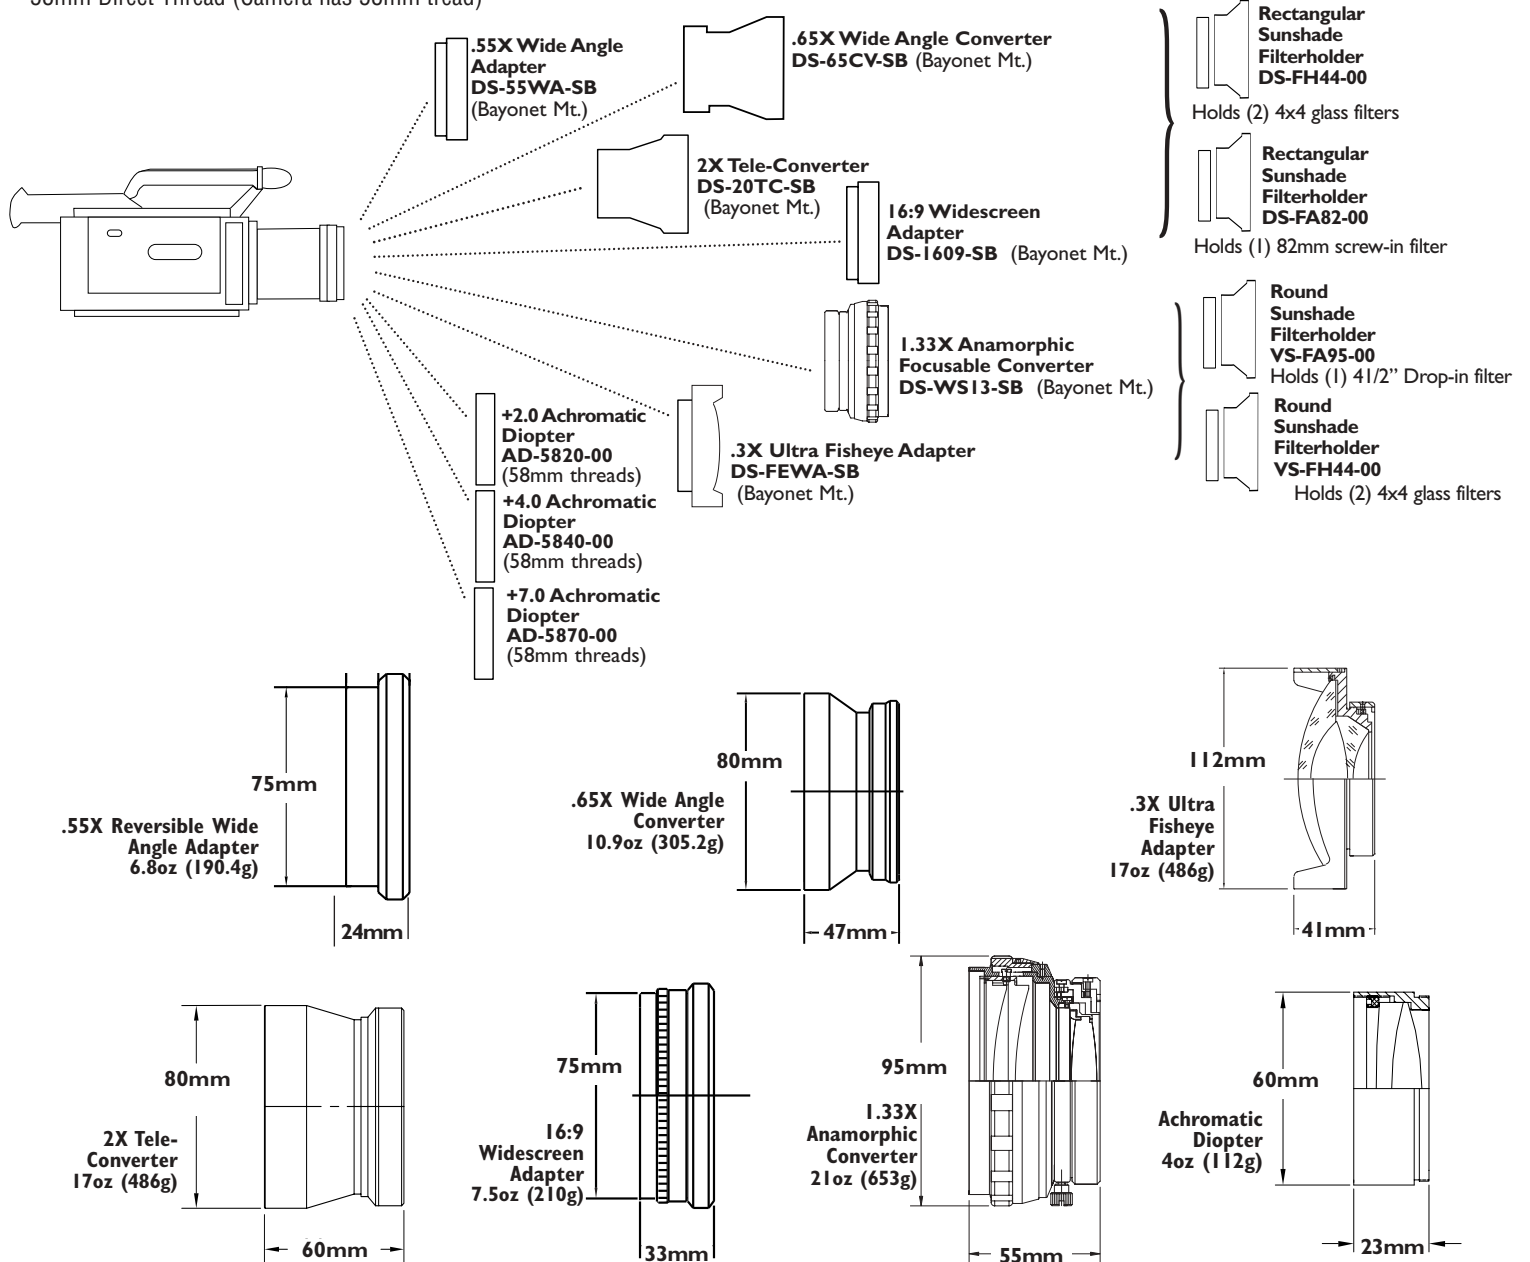 58mm Direct Thread (Camera has 58mm tread)
.55X Wide Angle
Adapter
DS-55WA-SB
(Bayonet Mt.)
.65X Wide Angle Converter
DS-65CV-SB (Bayonet Mt.)
2X Tele-Converter
DS-20TC-SB
(Bayonet Mt.)
16:9 Widescreen
Adapter
DS-1609-SB (Bayonet Mt.)
1.33X Anamorphic
Focusable Converter
DS-WS13-SB (Bayonet Mt.)
.3X Ultra Fisheye Adapter
DS-FEWA-SB
(Bayonet Mt.)
+2.0 Achromatic
Diopter
AD-5820-00
(58mm threads)
+4.0 Achromatic
Diopter
AD-5840-00
(58mm threads)
+7.0 Achromatic
Diopter
AD-5870-00
(58mm threads)
Rectangular
Sunshade
Filterholder
DS-FH44-00
Holds (2) 4x4 glass filters
Rectangular
Sunshade
Filterholder
DS-FA82-00
Holds (1) 82mm screw-in filter
Round
Sunshade
Filterholder
VS-FA95-00
Holds (1) 41/2” Drop-in filter
Round
Sunshade
Filterholder
VS-FH44-00
Holds (2) 4x4 glass filters
75mm
.55X Reversible Wide
Angle Adapter
6.8oz (190.4g)
24mm
80mm
.65X Wide Angle
Converter
10.9oz (305.2g)
47mm
112mm
.3X Ultra
Fisheye
Adapter
17oz (486g)
41mm
80mm
2X Tele-
Converter
17oz (486g)
60mm
75mm
16:9
Widescreen
Adapter
7.5oz (210g)
33mm
95mm
1.33X
Anamorphic
Converter
21oz (653g)
55mm
60mm
Achromatic
Diopter
4oz (112g)
23mm